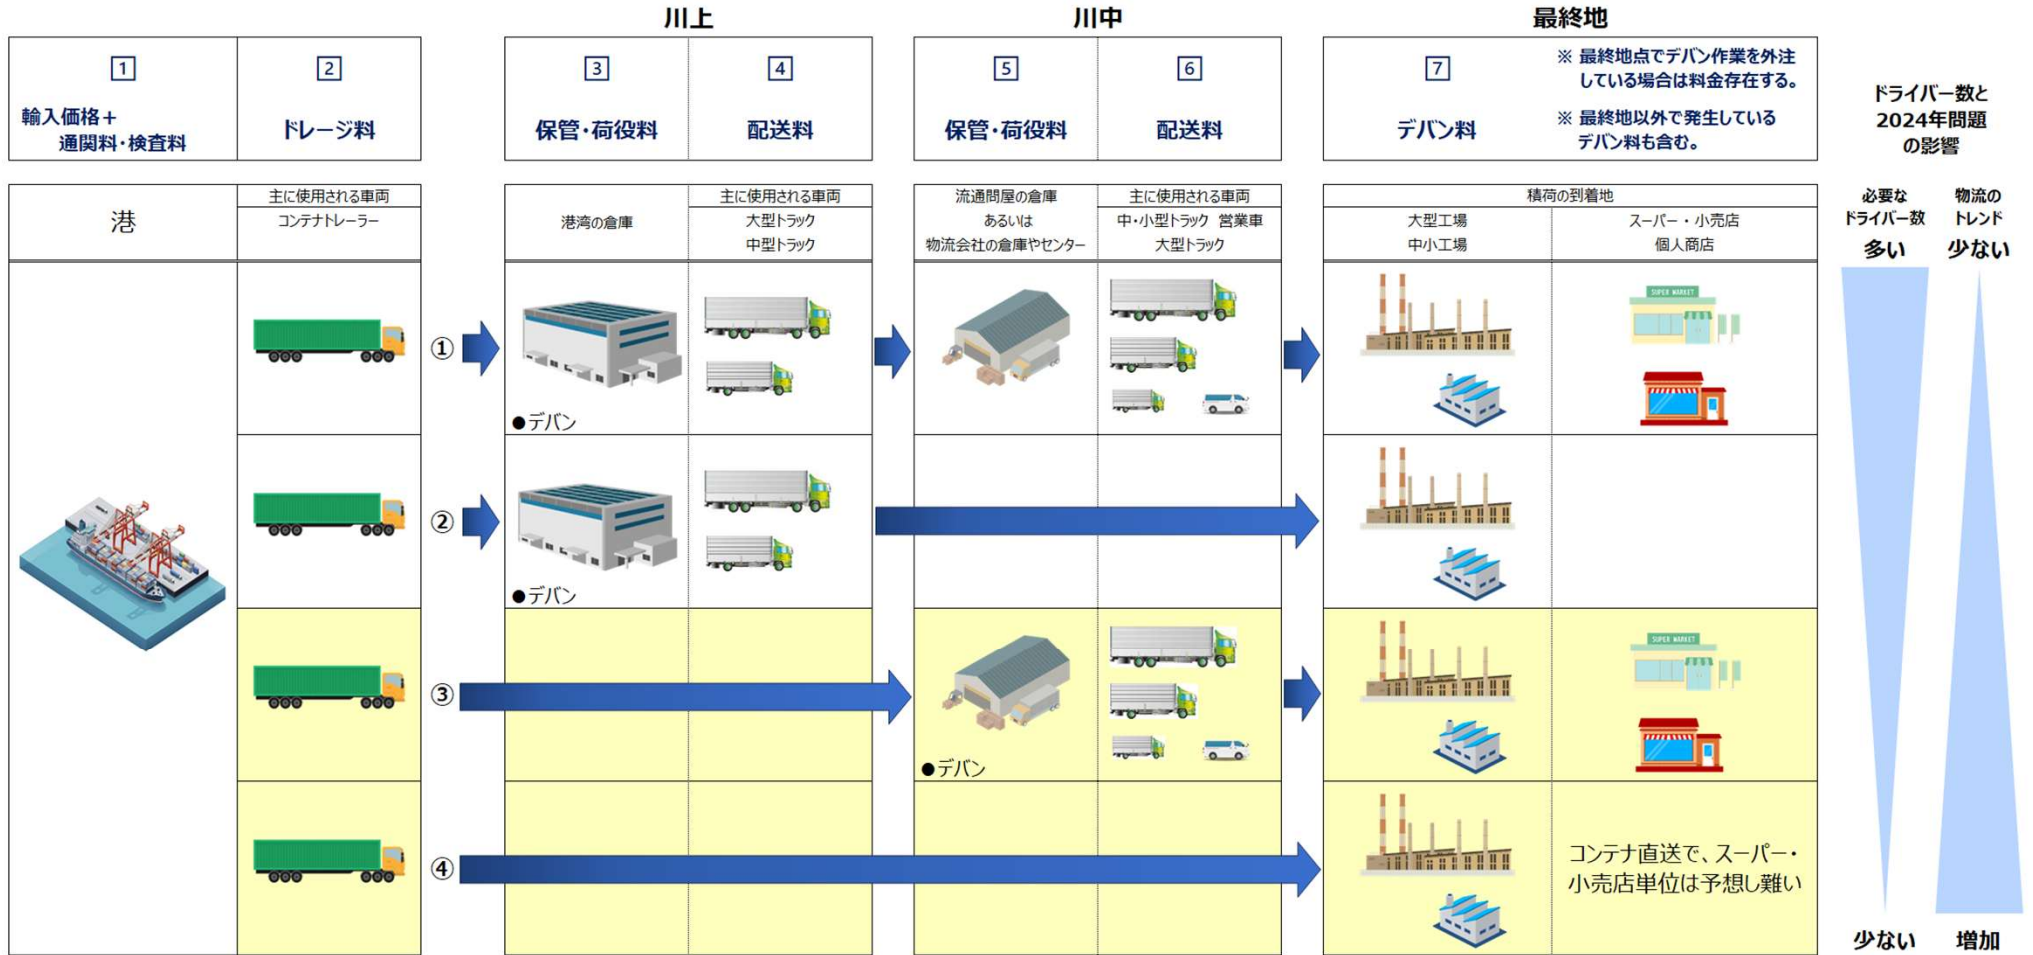 川上
川中
最終地
1
輸入価格+
通関料・検査料
2
ドレージ料
3
保管・荷役料
4
配送料
5
保管・荷役料
6
配送料
7
デバン料
※ 最終地点でデバン作業を外注
している場合は料金存在する。
※ 最終地以外で発生している
デバン料も含む。
ドライバー数と
2024年問題
の影響
港
主に使用される車両
コンテナトレーラー
港湾の倉庫
主に使用される車両
大型トラック
中型トラック
流通問屋の倉庫
あるいは
物流会社の倉庫やセンター
主に使用される車両
中・小型トラック 営業車
大型トラック
積荷の到着地
大型工場
中小工場
スーパー・小売店
個人商店
必要な
ドライバー数
多い
物流の
トレンド
少ない
①
●デバン
SUPER MARKET
②
●デバン
③
●デバン
SUPER MARKET
④
コンテナ直送で、スーパー・
小売店単位は予想し難い
少ない
増加